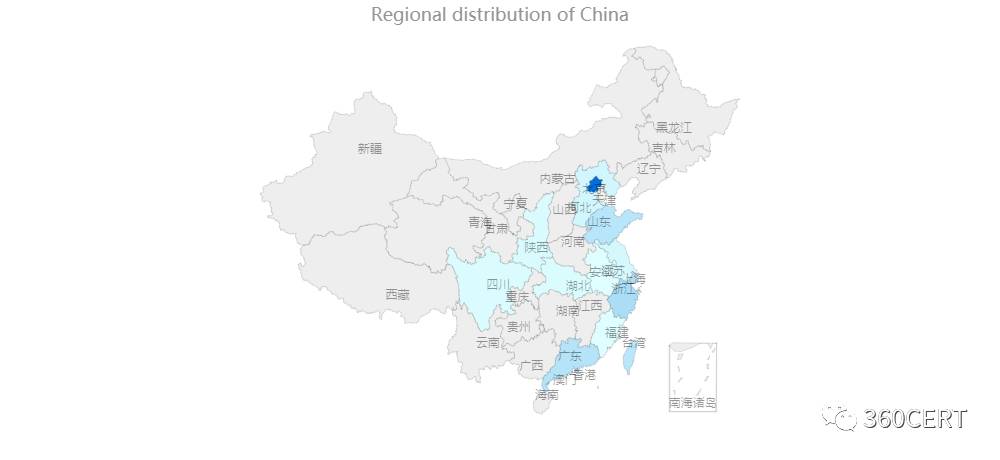 Regional distribution of China
黑龙江
吉林
新疆
辽宁
内蒙古
天津
宁夏
山西
河北
青海
甘肃
山东
河南
陕西
安徽
江苏
上海
四川
湖北
浙江
重庆
西藏
湖南
江西
贵州
福建
云南
台湾
广东
广西
香港
澳门
海南
南海诸岛
360CERT